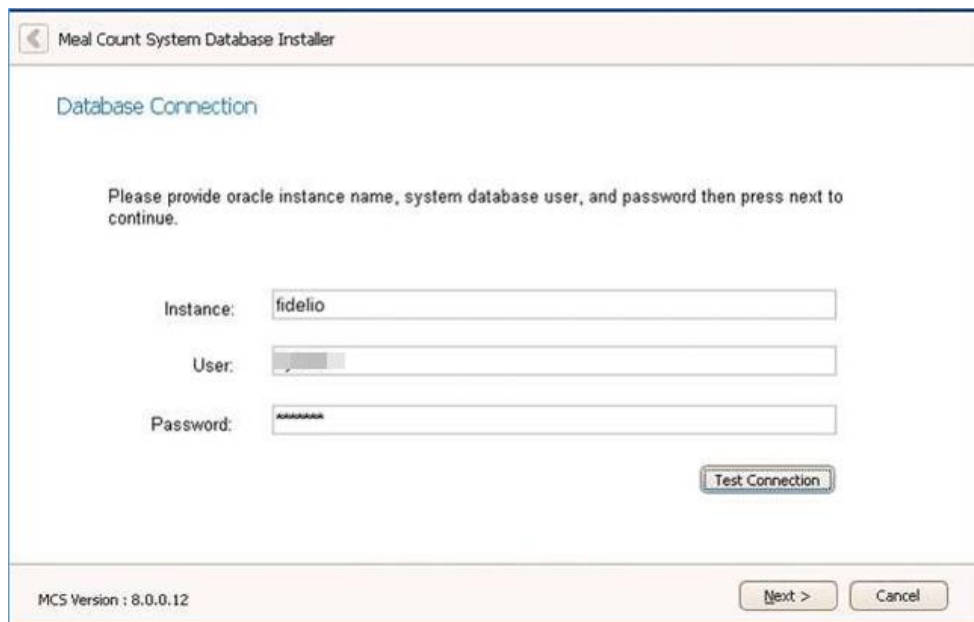 Meal Count System Database Installer
Database Connection
Please provide oracle instance name, system database user, and password then press next to
continue.
Instance:
fidelio
User:
Password:
*******
Test Connection
MCS Version : 8.0.0.12
Next >
Cancel